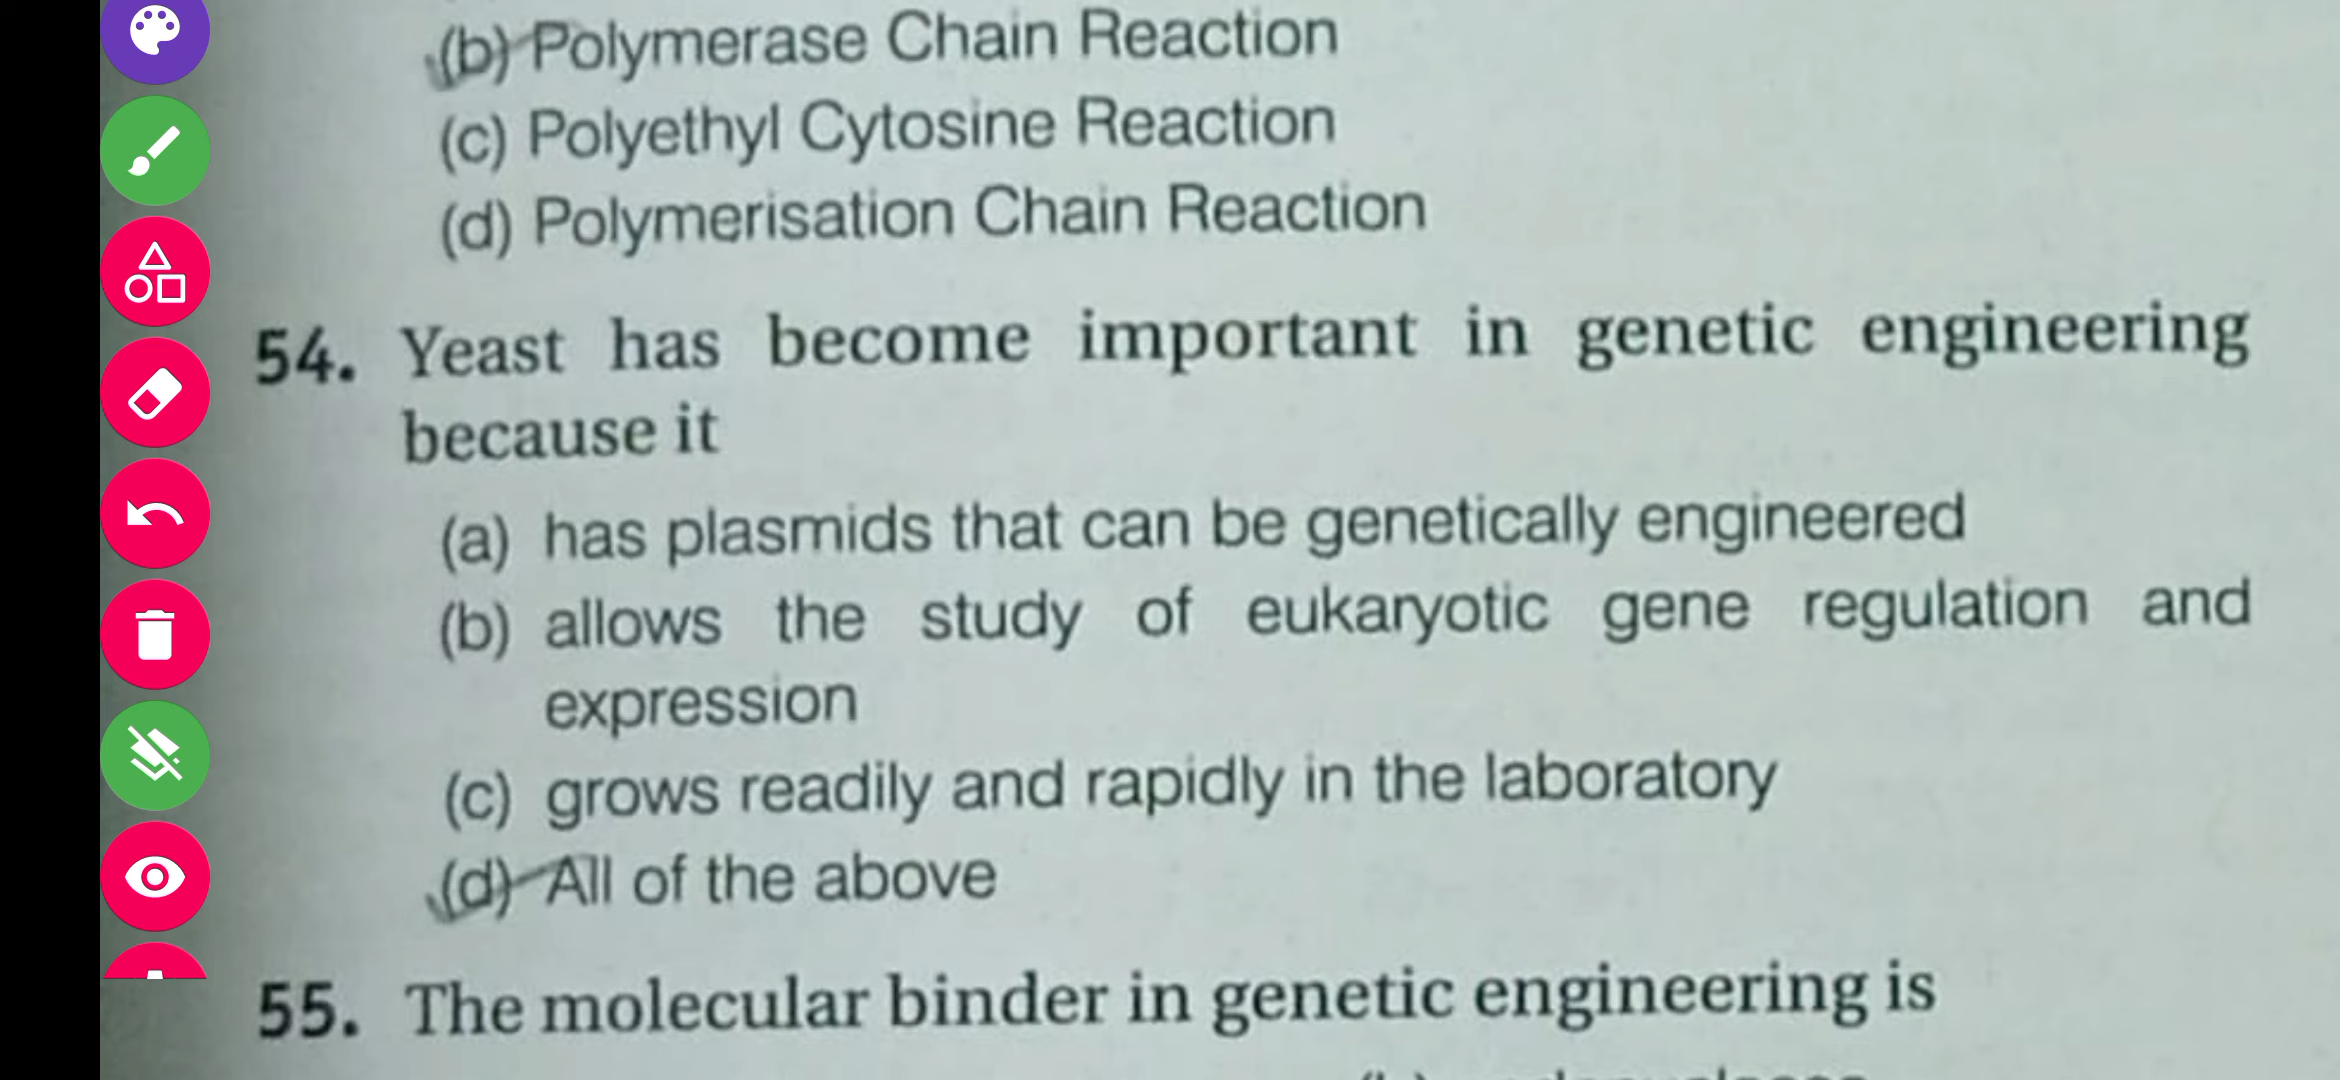 (b) Polymerase Chain Reaction
(c) Polyethyl Cytosine Reaction
(d) Polymerisation Chain Reaction
54. Yeast has become important in genetic engineering
because it
(a) has plasmids that can be genetically engineered
(b) allows the study of eukaryotic gene regulation and
expression
(c) grows readily and rapidly in the laboratory
(d) All of the above
55. The molecular binder in genetic engineering is